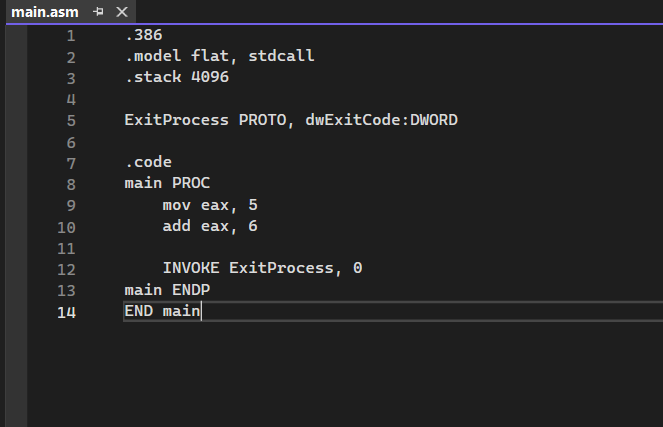 main.asm
1 .386
2 .model flat, stdcall
3 .stack 4096
4
5 ExitProcess PROTO, dwExitCode:DWORD
6
7 .code
8 main PROC
9 mov eax, 5
10 add eax, 6
11
12 INVOKE ExitProcess, 0
13 main ENDP
14 END main